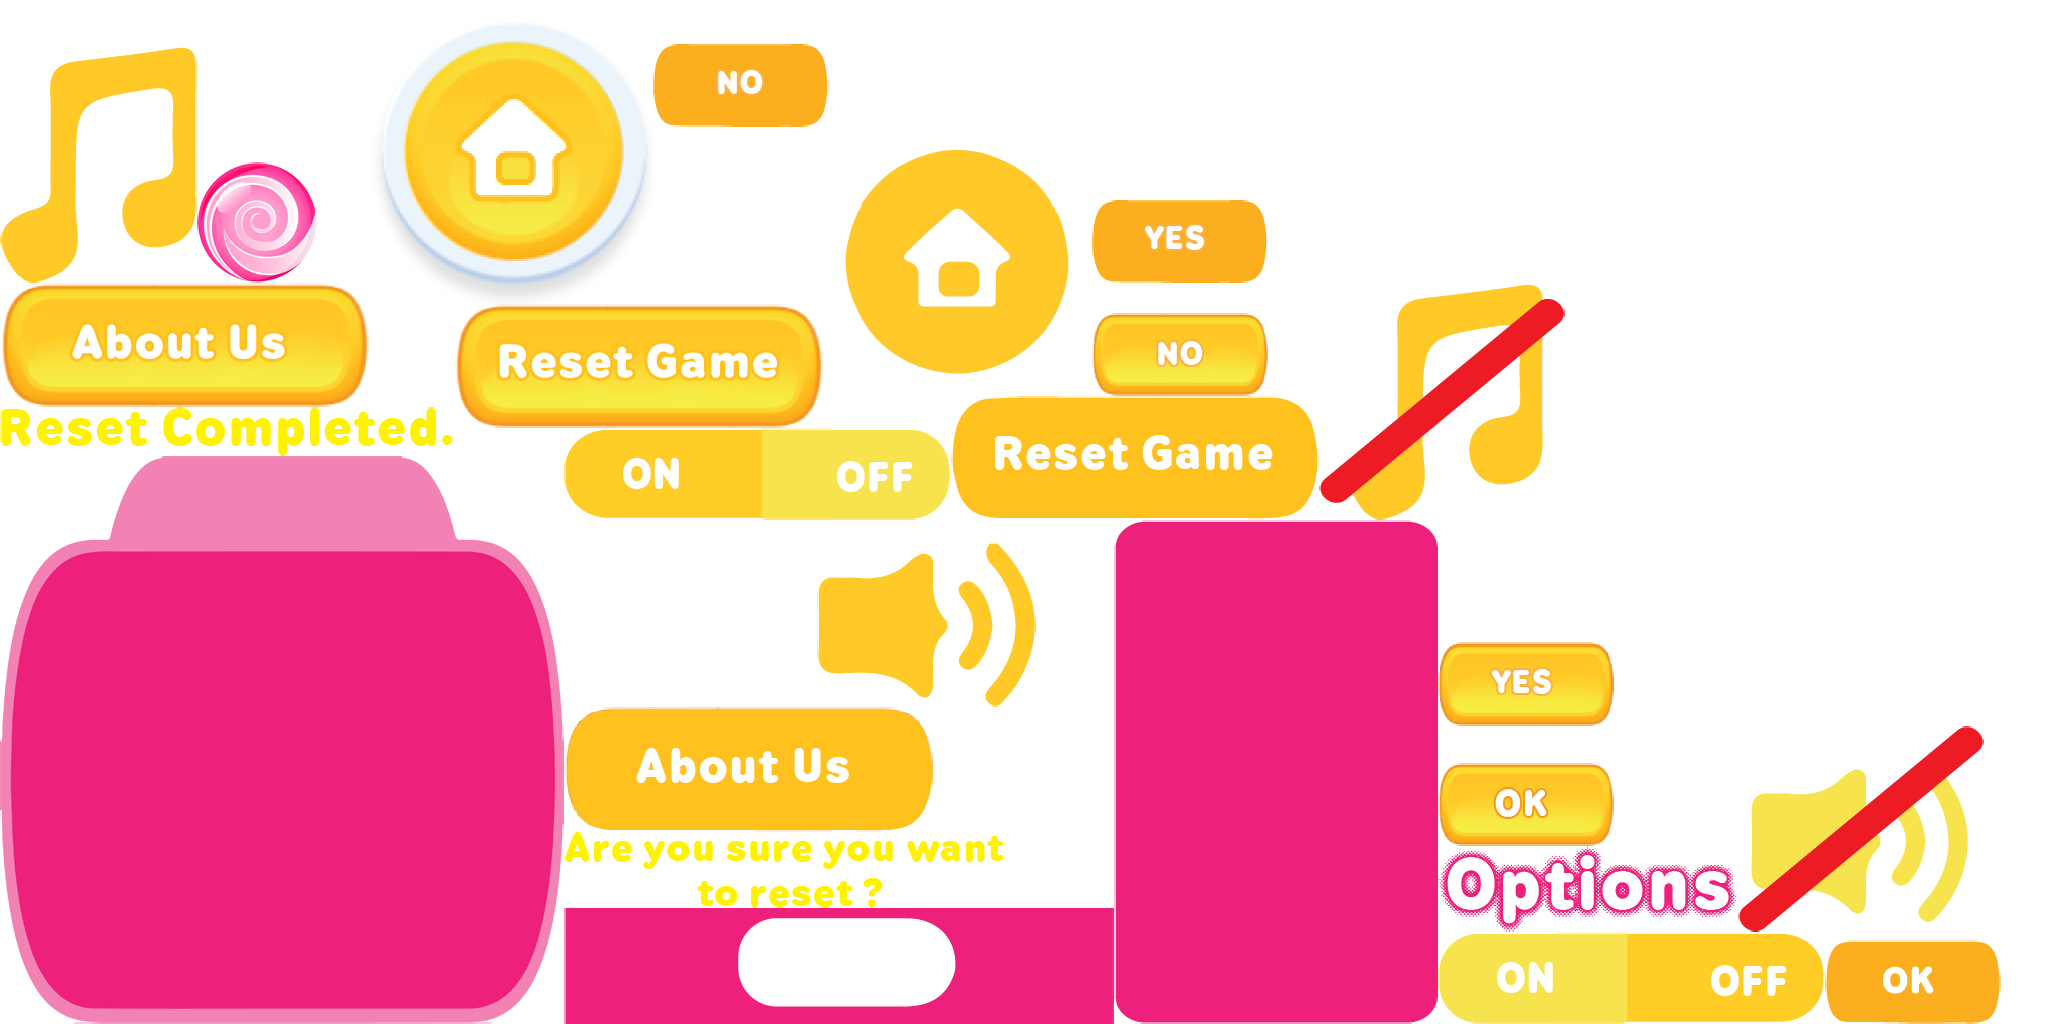 NO
YES
About Us
NO
Reset Game
Reset Completed.
Reset Game
ON OFF
YES
About Us
OK
Are you sure you want
to reset ?
Options
ON OFF
OK